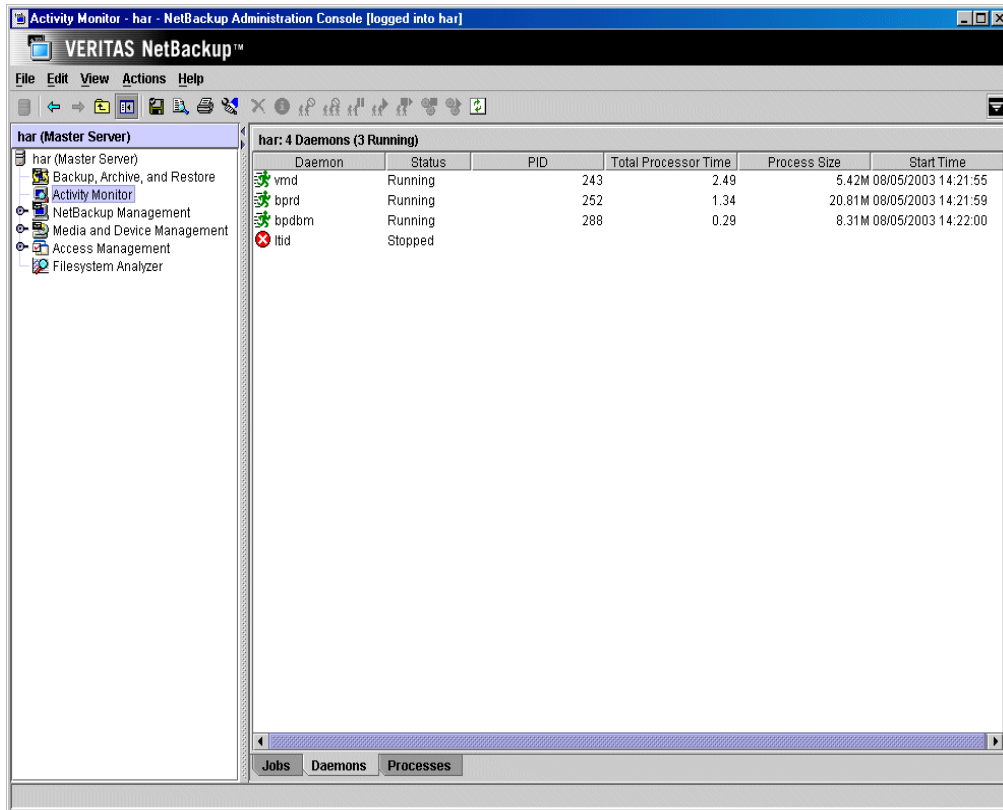 Activity Monitor - har - NetBackup Administration Console [logged into har]
VERITAS NetBackup™
File Edit View Actions Help
har (Master Server)
har (Master Server)
Backup, Archive, and Restore
Activity Monitor
NetBackup Management
Media and Device Management
Access Management
Filesystem Analyzer
har: 4 Daemons (3 Running)
Daemon Status PID Total Processor Time Process Size Start Time
vmd Running 243 2.49 5.42M 08/05/2003 14:21:55
bprd Running 252 1.34 20.81M 08/05/2003 14:21:59
bpdbm Running 288 0.29 8.31M 08/05/2003 14:22:00
ltid Stopped
Jobs Daemons Processes